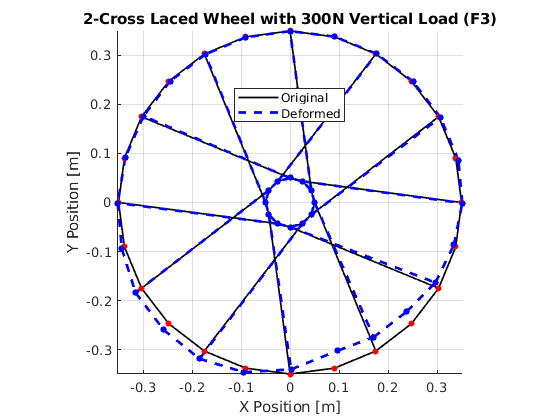 2-Cross Laced Wheel with 300N Vertical Load (F3)
Original
Deformed
Y Position [m]
0.3
0.2
0.1
0
-0.1
-0.2
-0.3
-0.3 -0.2 -0.1 0 0.1 0.2 0.3
X Position [m]